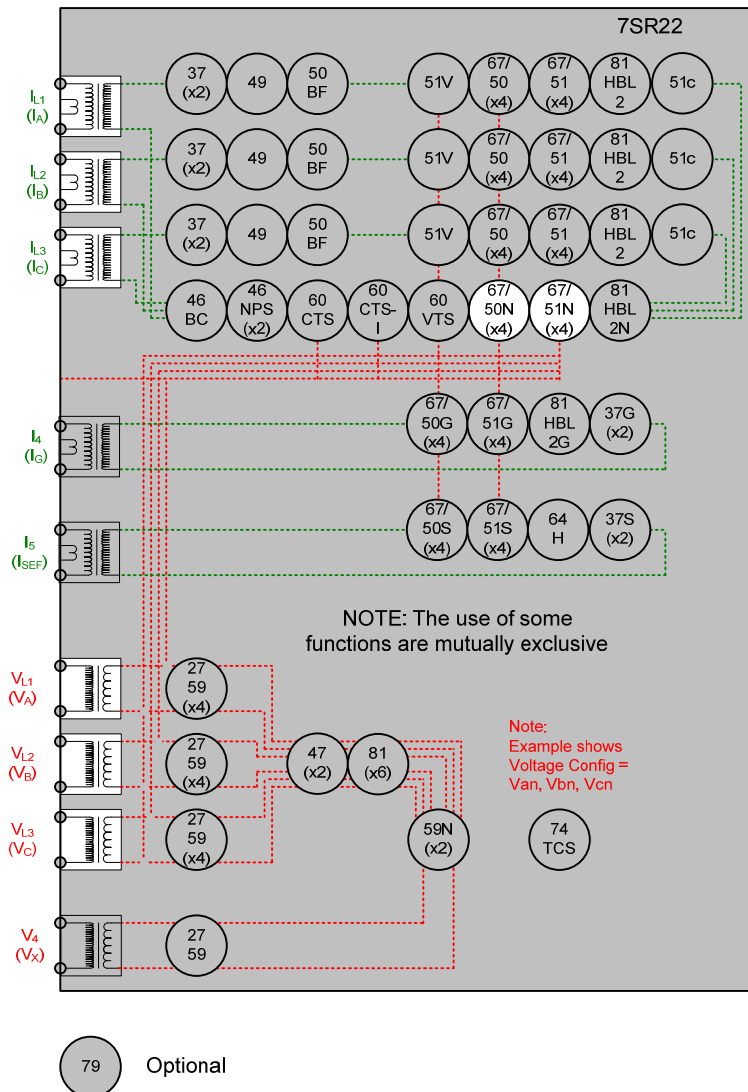 7SR22
IL1
(IA)
37
(x2)
49
50
BF
51V
67/
50
(x4)
67/
51
(x4)
81
HBL
2
51c
IL2
(IB)
37
(x2)
49
50
BF
51V
67/
50
(x4)
67/
51
(x4)
81
HBL
2
51c
IL3
(IC)
37
(x2)
49
50
BF
51V
67/
50
(x4)
67/
51
(x4)
81
HBL
2
51c
46
BC
46
NPS
(x2)
60
CTS
60
CTS-
I
60
VTS
67/
50N
(x4)
67/
51N
(x4)
81
HBL
2N
I4
(IG)
67/
50G
(x4)
67/
51G
(x4)
81
HBL
2G
37G
(x2)
I5
(ISEF)
67/
50S
(x4)
67/
51S
(x4)
64
H
37S
(x2)
NOTE: The use of some
functions are mutually exclusive
VL1
(VA)
27
59
(x4)
VL2
(VB)
27
59
(x4)
47
(x2)
81
(x6)
Note:
Example shows
Voltage Config =
Van, Vbn, Vcn
VL3
(VC)
27
59
(x4)
59N
(x2)
74
TCS
V4
(VX)
27
59
79
Optional